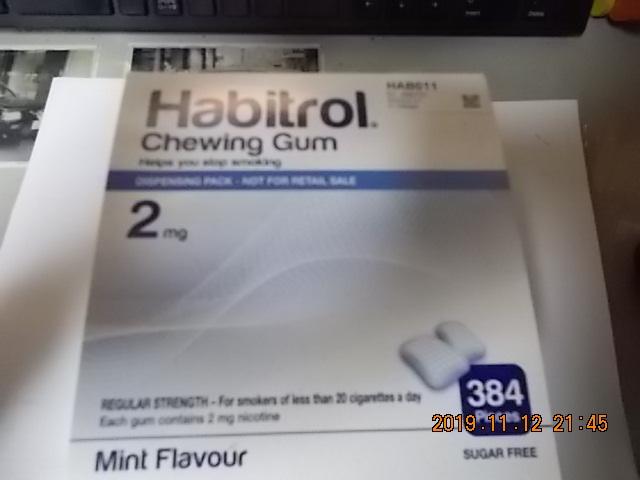 Habitrol.
HAB011
Chewing Gum
Helps you stop smoking
DISPENSING PACK - NOT FOR RETAIL SALE
2 mg
REGULAR STRENGTH - For smokers of less than 20 cigarettes a day
Each gum contains 2 mg nicotine
384
Pieces
2019.11.12 21:45
Mint Flavour
SUGAR FREE